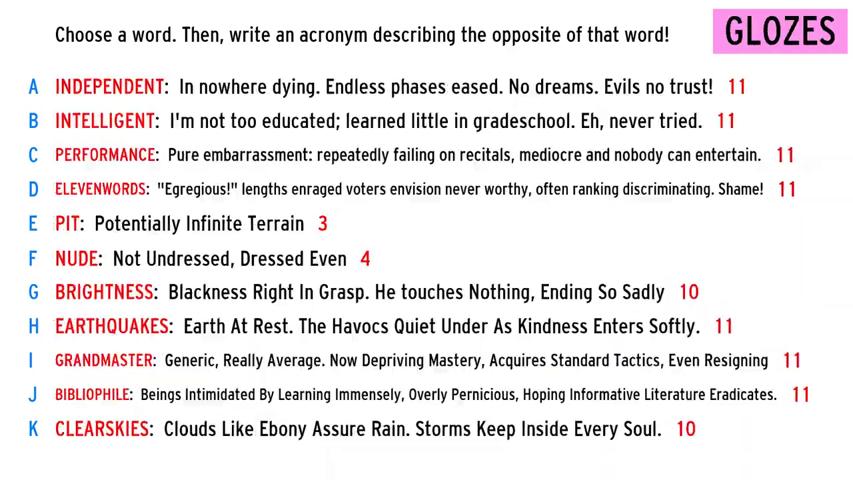 Choose a word. Then, write an acronym describing the opposite of that word! GLOZES
A INDEPENDENT: In nowhere dying. Endless phases eased. No dreams. Evils no trust! 11
B INTELLIGENT: I'm not too educated; learned little in gradeschool. Eh, never tried. 11
C PERFORMANCE: Pure embarrassment: repeatedly failing on recitals, mediocre and nobody can entertain. 11
D ELEVENWORDS: "Egregious!" lengths enraged voters envision never worthy, often ranking discriminating. Shame! 11
E PIT: Potentially Infinite Terrain 3
F NUDE: Not Undressed, Dressed Even 4
G BRIGHTNESS: Blackness Right In Grasp. He touches Nothing, Ending So Sadly 10
H EARTHQUAKES: Earth At Rest. The Havocs Quiet Under As Kindness Enters Softly. 11
I GRANDMASTER: Generic, Really Average. Now Depriving Mastery, Acquires Standard Tactics, Even Resigning 11
J BIBLIOPHILE: Beings Intimidated By Learning Immensely, Overly Pernicious, Hoping Informative Literature Eradicates. 11
K CLEARSKIES: Clouds Like Ebony Assure Rain. Storms Keep Inside Every Soul. 10